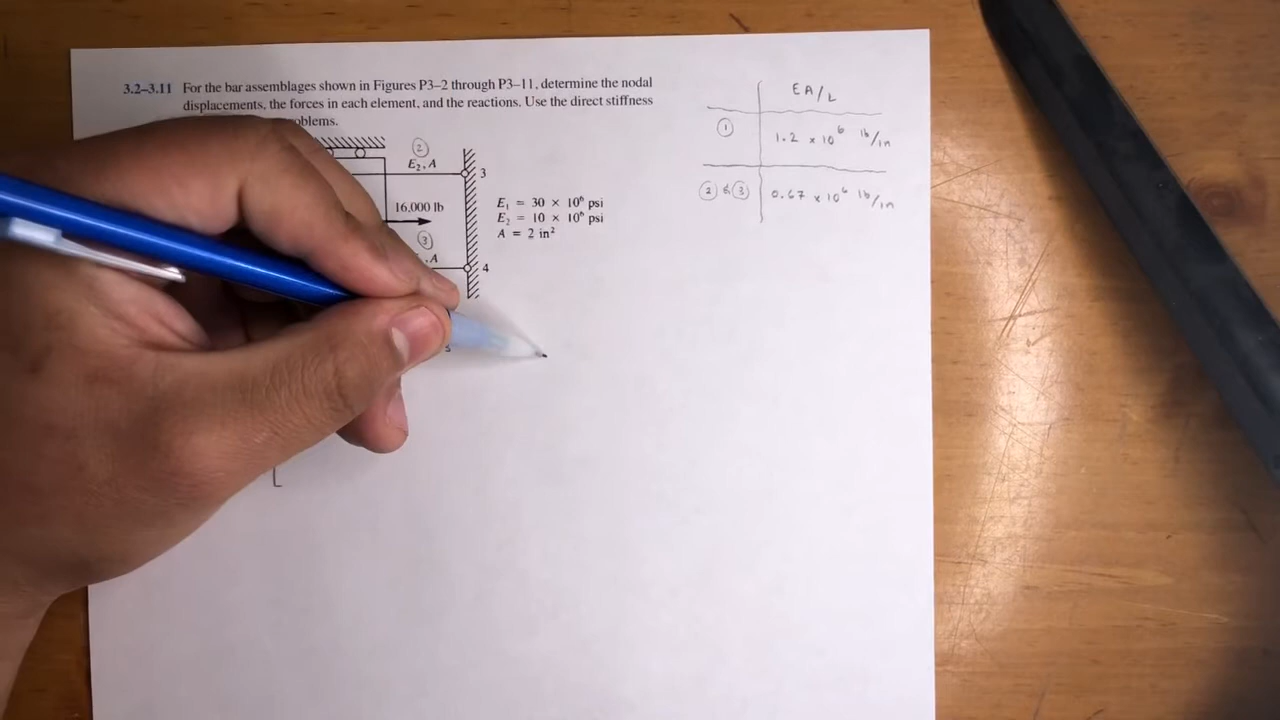 3.2–3.11 For the bar assemblages shown in Figures P3–2 through P3–11, determine the nodal
displacements, the forces in each element, and the reactions. Use the direct stiffness
oblems.
②
E₂, A
3
16,000 lb
③
, A
4
E₁ = 30 × 10⁶ psi
E₂ = 10 × 10⁶ psi
A = 2 in²
EA/L
① 1.2 × 10⁶ lb/in
② & ③ 0.67 × 10⁶ lb/in